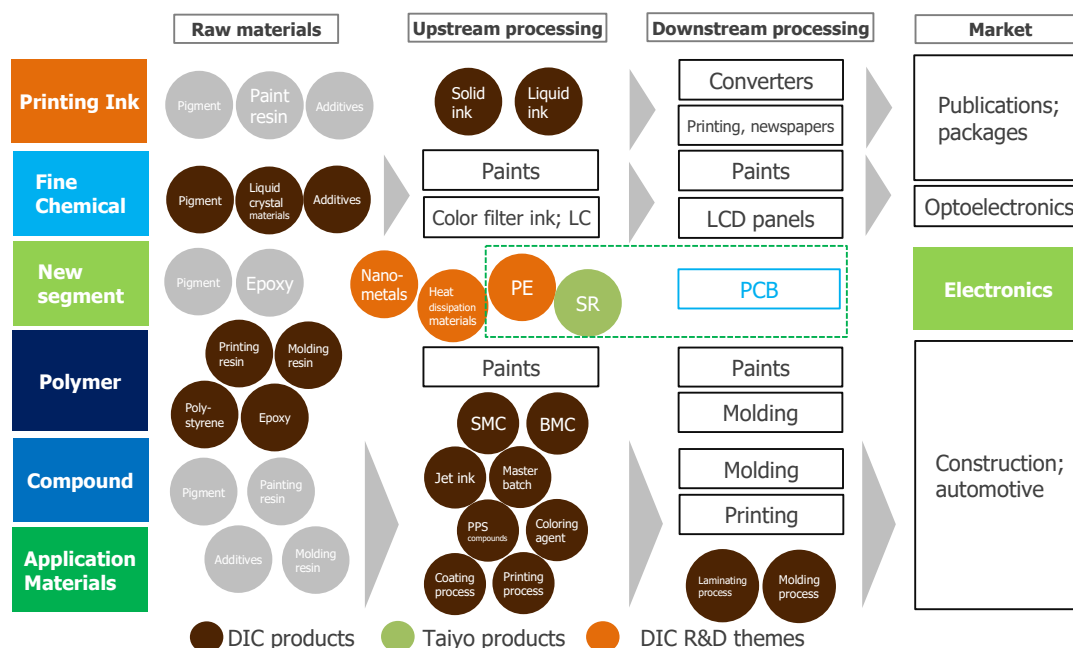 Raw materials
Upstream processing
Downstream processing
Market
Printing Ink
Pigment
Paint
resin
Additives
Solid
ink
Liquid
ink
Converters
Printing, newspapers
Publications;
packages
Fine
Chemical
Pigment
Liquid
crystal
materials
Additives
Paints
Color filter ink; LC
Paints
LCD panels
Optoelectronics
New
segment
Pigment
Epoxy
Nano-
metals
Heat
dissipation
materials
PE
SR
PCB
Electronics
Polymer
Printing
resin
Molding
resin
Poly-
styrene
Epoxy
Paints
SMC
BMC
Paints
Molding
Construction;
automotive
Compound
Pigment
Painting
resin
Jet ink
Master
batch
PPS
compounds
Coloring
agent
Molding
Printing
Application
Materials
Additives
Molding
resin
Coating
process
Printing
process
Laminating
process
Molding
process
DIC products
Taiyo products
DIC R&D themes